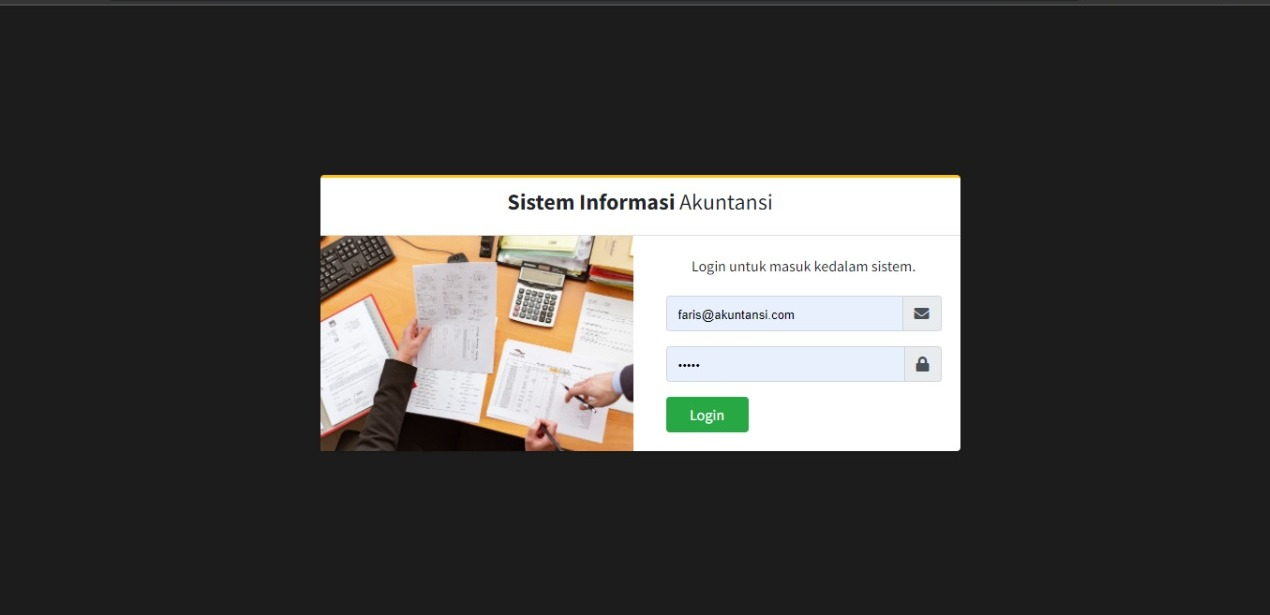 Sistem Informasi Akuntansi
Login untuk masuk kedalam sistem.
faris@akuntansi.com
•••••
Login